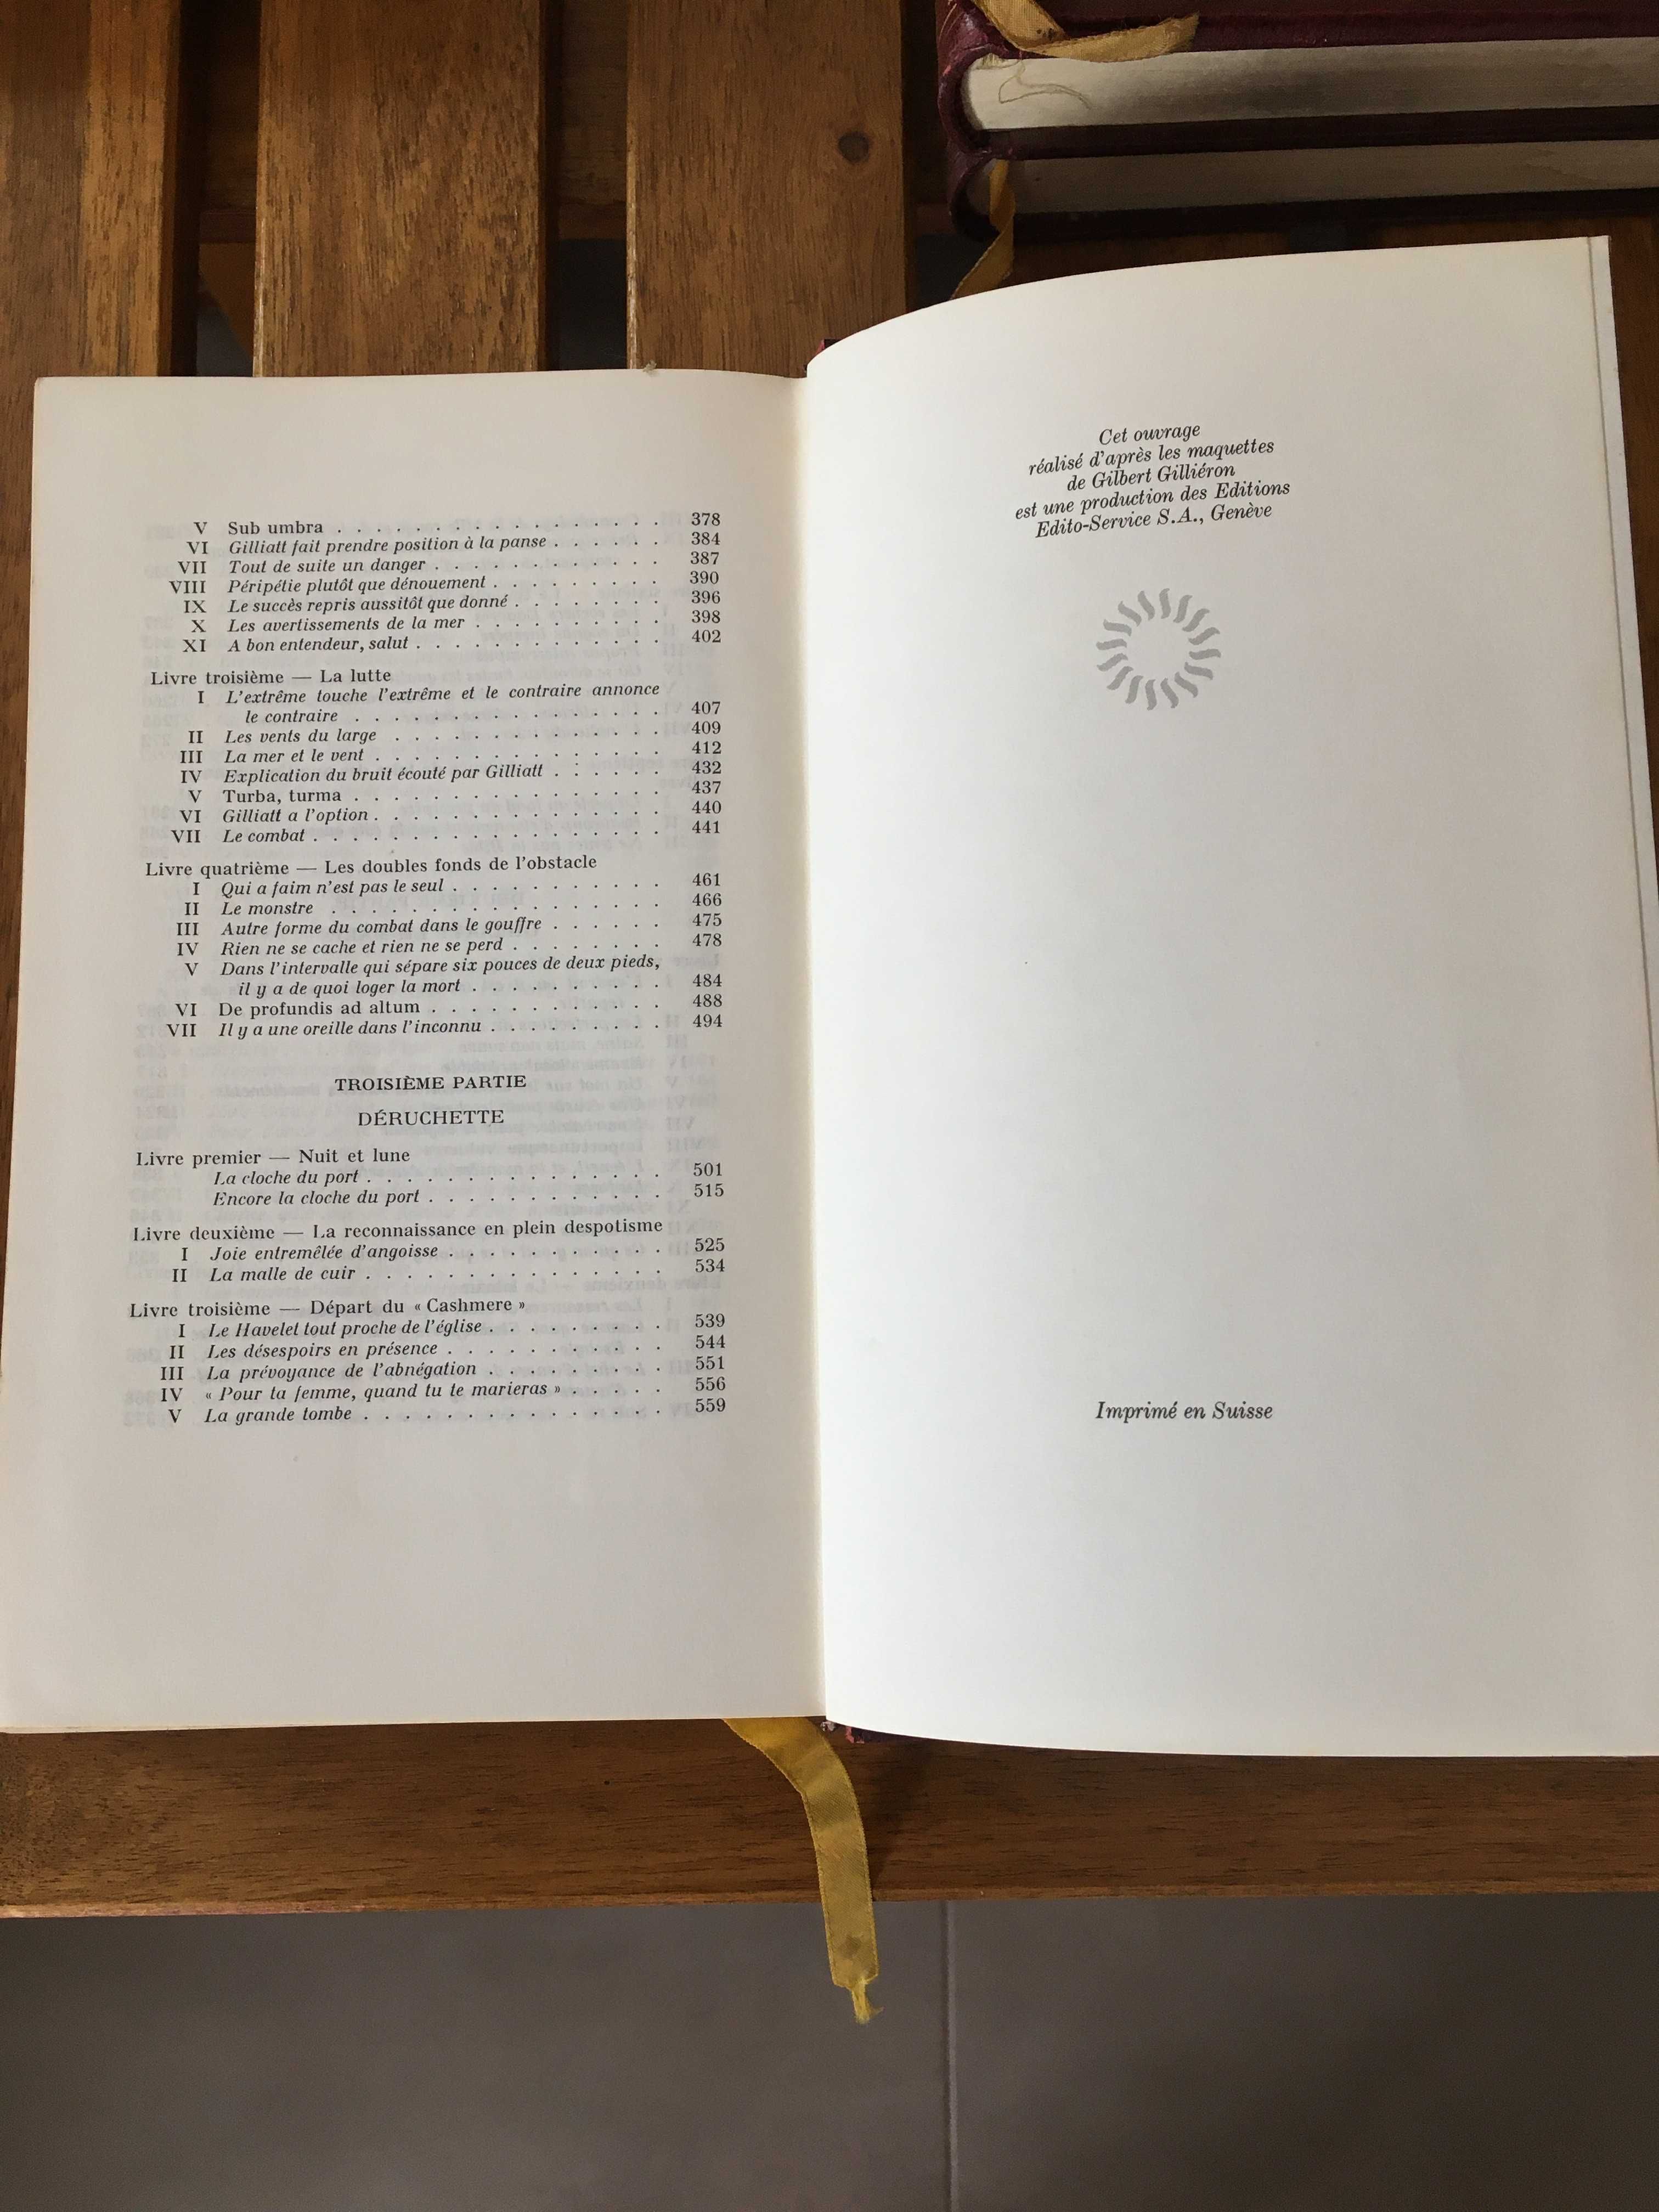 V Sub umbra . . . . . . . . . . . . . . . . . 378
VI Gilliatt fait prendre position à la panse . . . . . . 384
VII Tout de suite un danger . . . . . . . . . . . . 387
VIII Péripétie plutôt que dénouement . . . . . . . . . 390
IX Le succès repris aussitôt que donné . . . . . . . . 396
X Les avertissements de la mer . . . . . . . . . . 398
XI A bon entendeur, salut . . . . . . . . . . . . . 402
Livre troisième — La lutte
I L'extrême touche l'extrême et le contraire annonce
le contraire . . . . . . . . . . . . . . . . 407
II Les vents du large . . . . . . . . . . . . . . 409
III La mer et le vent . . . . . . . . . . . . . . . 412
IV Explication du bruit écouté par Gilliatt . . . . . . 432
V Turba, turma . . . . . . . . . . . . . . . . 437
VI Gilliatt a l'option . . . . . . . . . . . . . . . 440
VII Le combat . . . . . . . . . . . . . . . . . . 441
Livre quatrième — Les doubles fonds de l'obstacle
I Qui a faim n'est pas le seul . . . . . . . . . . . 461
II Le monstre . . . . . . . . . . . . . . . . . 466
III Autre forme du combat dans le gouffre . . . . . . 475
IV Rien ne se cache et rien ne se perd . . . . . . . . 478
V Dans l'intervalle qui sépare six pouces de deux pieds,
il y a de quoi loger la mort . . . . . . . . . . 484
VI De profundis ad altum . . . . . . . . . . . . 488
VII Il y a une oreille dans l'inconnu . . . . . . . . . 494
TROISIÈME PARTIE
DÉRUCHETTE
Livre premier — Nuit et lune
La cloche du port . . . . . . . . . . . . . . . 501
Encore la cloche du port . . . . . . . . . . . . 515
Livre deuxième — La reconnaissance en plein despotisme
I Joie entremêlée d'angoisse . . . . . . . . . . . 525
II La malle de cuir . . . . . . . . . . . . . . . 534
Livre troisième — Départ du « Cashmere »
I Le Havelet tout proche de l'église . . . . . . . . . 539
II Les désespoirs en présence . . . . . . . . . . . 544
III La prévoyance de l'abnégation . . . . . . . . . 551
IV « Pour ta femme, quand tu te marieras » . . . . . 556
V La grande tombe . . . . . . . . . . . . . . . 559
Cet ouvrage
réalisé d'après les maquettes
de Gilbert Gilliéron
est une production des Editions
Edito-Service S.A., Genève
Imprimé en Suisse